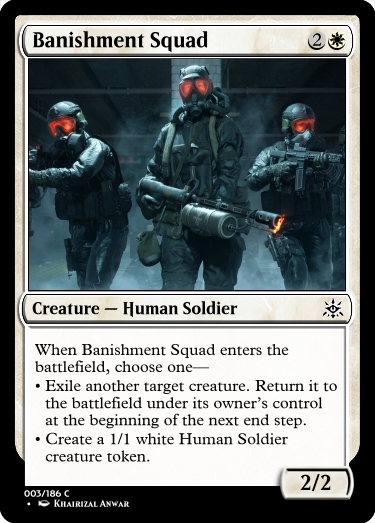 Banishment Squad 2
Creature — Human Soldier
When Banishment Squad enters the
battlefield, choose one—
• Exile another target creature. Return it to
the battlefield under its owner's control
at the beginning of the next end step.
• Create a 1/1 white Human Soldier
creature token.
2/2
003/186 C
• Khairizal Anwar